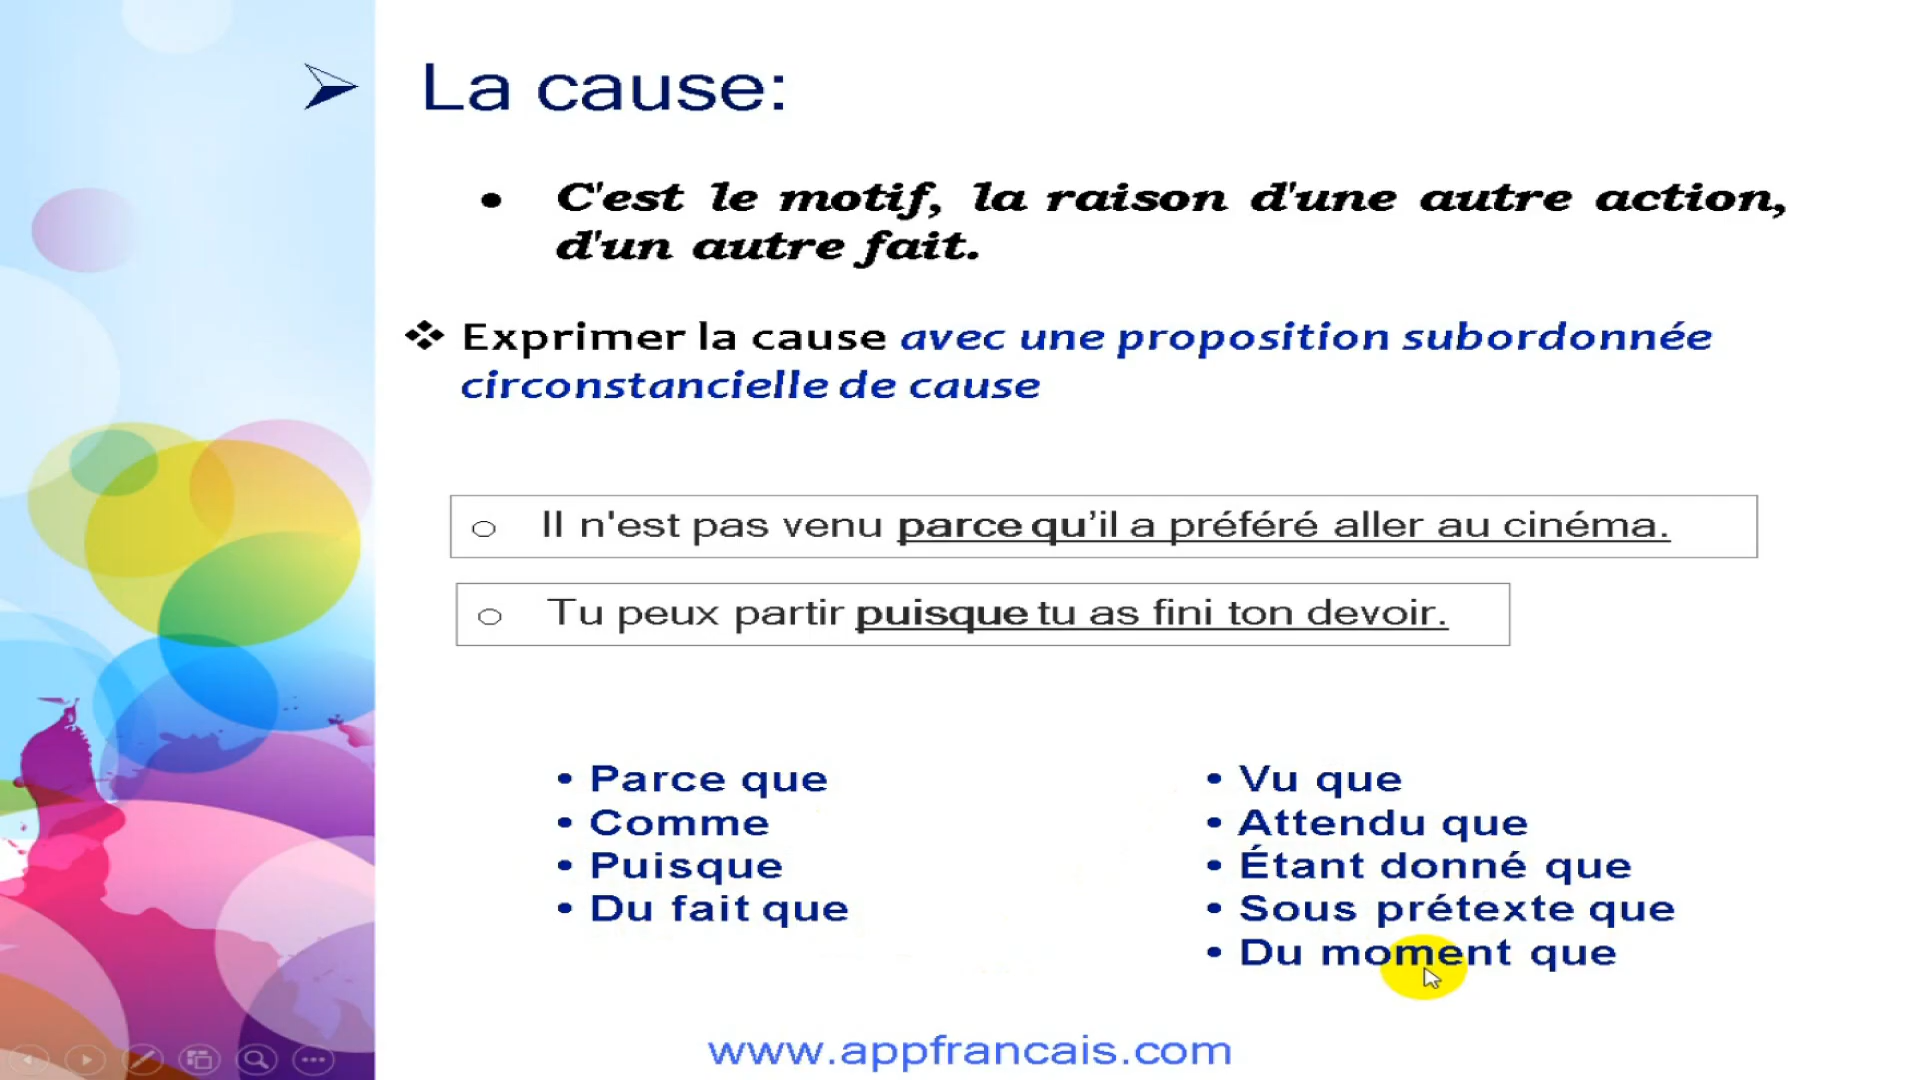 La cause:
C'est le motif, la raison d'une autre action,
d'un autre fait.
Exprimer la cause avec une proposition subordonnée
circonstancielle de cause
Il n'est pas venu parce qu’il a préféré aller au cinéma.
Tu peux partir puisque tu as fini ton devoir.
• Parce que
• Comme
• Puisque
• Du fait que
• Vu que
• Attendu que
• Étant donné que
• Sous prétexte que
• Du moment que
www.appfrancais.com